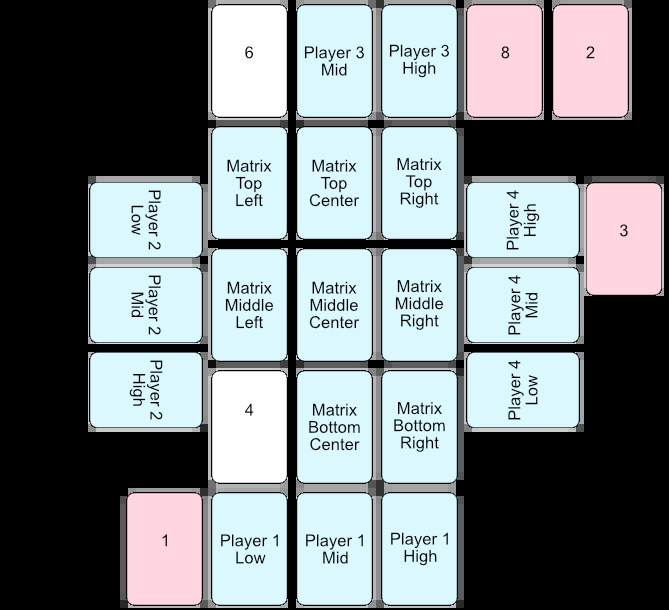 6
Player 3
Mid
Player 3
High
8
2
Matrix
Top
Left
Matrix
Top
Center
Matrix
Top
Right
Player 2
Low
Player 4
High
3
Player 2
Mid
Matrix
Middle
Left
Matrix
Middle
Center
Matrix
Middle
Right
Player 4
Mid
Player 2
High
4
Matrix
Bottom
Center
Matrix
Bottom
Right
Player 4
Low
1
Player 1
Low
Player 1
Mid
Player 1
High